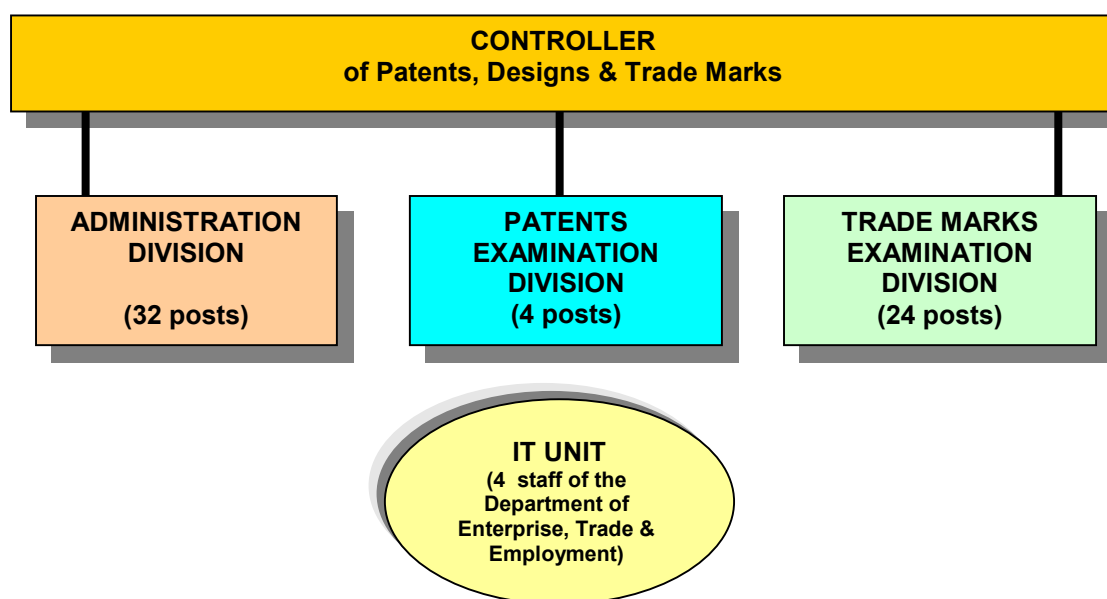 CONTROLLER
of Patents, Designs & Trade Marks
ADMINISTRATION
DIVISION
(32 posts)
PATENTS
EXAMINATION
DIVISION
(4 posts)
TRADE MARKS
EXAMINATION
DIVISION
(24 posts)
IT UNIT
(4 staff of the
Department of
Enterprise, Trade &
Employment)